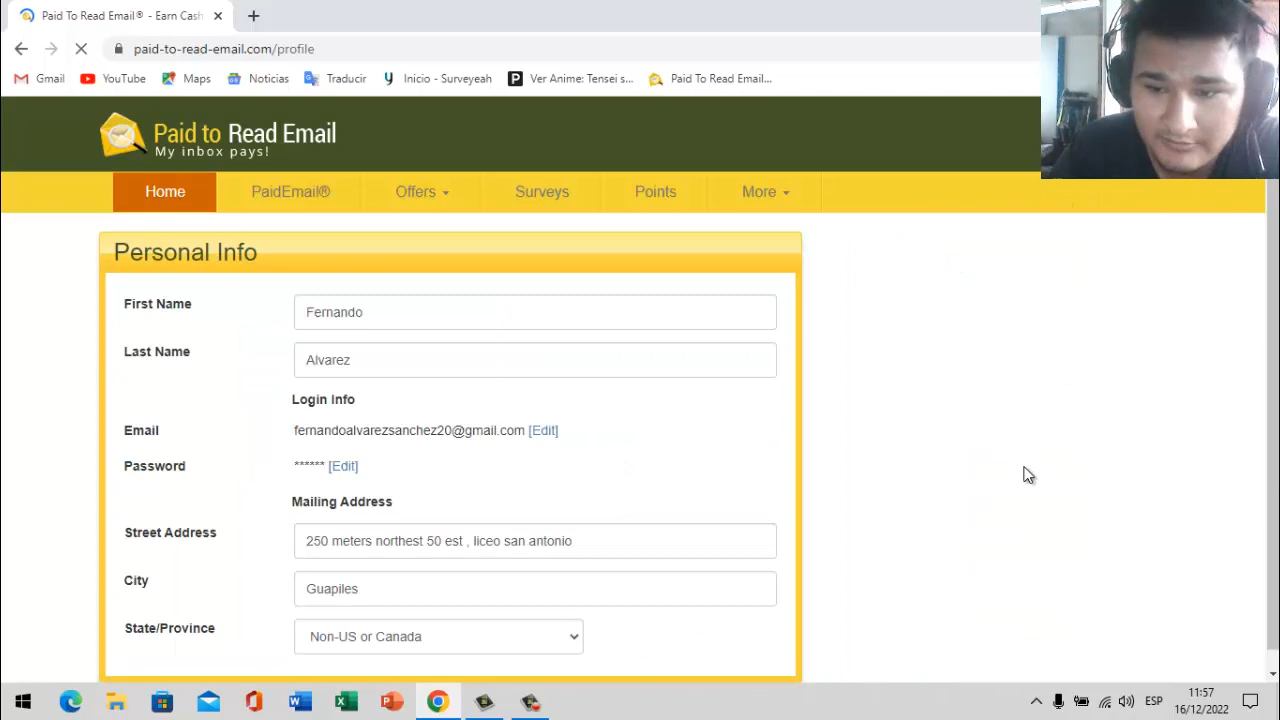 Paid To Read Email® - Earn Cash
paid-to-read-email.com/profile
Gmail YouTube Maps Noticias Traducir Inicio - Surveyeah Ver Anime: Tensei s... Paid To Read Email...
Paid to Read Email
My inbox pays!
Home PaidEmail® Offers Surveys Points More
Personal Info
First Name Fernando
Last Name Alvarez
Login Info
Email fernandoalvarezsanchez20@gmail.com [Edit]
Password ****** [Edit]
Mailing Address
Street Address 250 meters northest 50 est , liceo san antonio
City Guapiles
State/Province Non-US or Canada
ESP 11:57
16/12/2022